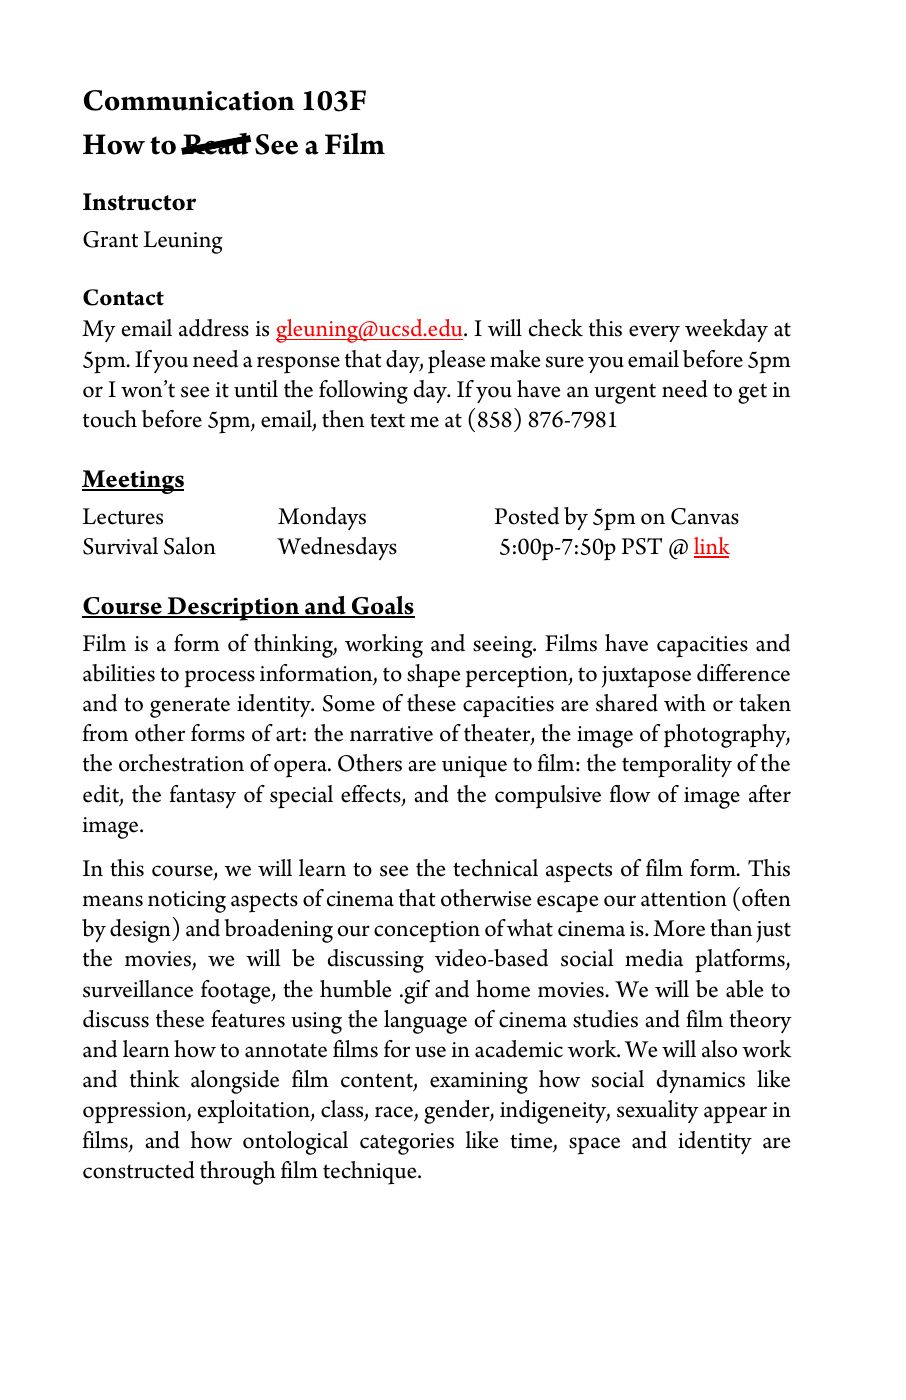 Communication 103F
How to Read See a Film
Instructor
Grant Leuning
Contact
My email address is gleuning@ucsd.edu. I will check this every weekday at
5pm. If you need a response that day, please make sure you email before 5pm
or I won’t see it until the following day. If you have an urgent need to get in
touch before 5pm, email, then text me at (858) 876-7981
Meetings
Lectures Mondays Posted by 5pm on Canvas
Survival Salon Wednesdays 5:00p-7:50p PST @ link
Course Description and Goals
Film is a form of thinking, working and seeing. Films have capacities and
abilities to process information, to shape perception, to juxtapose difference
and to generate identity. Some of these capacities are shared with or taken
from other forms of art: the narrative of theater, the image of photography,
the orchestration of opera. Others are unique to film: the temporality of the
edit, the fantasy of special effects, and the compulsive flow of image after
image.
In this course, we will learn to see the technical aspects of film form. This
means noticing aspects of cinema that otherwise escape our attention (often
by design) and broadening our conception of what cinema is. More than just
the movies, we will be discussing video-based social media platforms,
surveillance footage, the humble .gif and home movies. We will be able to
discuss these features using the language of cinema studies and film theory
and learn how to annotate films for use in academic work. We will also work
and think alongside film content, examining how social dynamics like
oppression, exploitation, class, race, gender, indigeneity, sexuality appear in
films, and how ontological categories like time, space and identity are
constructed through film technique.